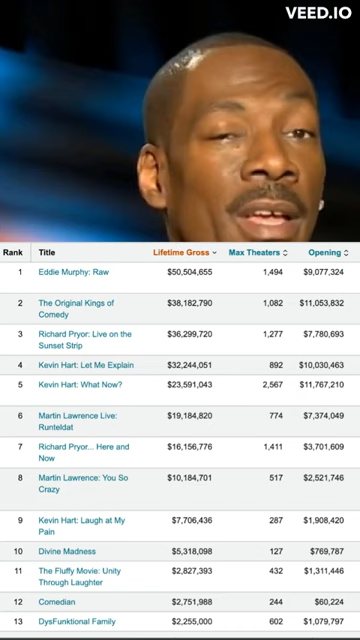 VEED.IO
Rank Title Lifetime Gross Max Theaters Opening
1 Eddie Murphy: Raw $50,504,655 1,494 $9,077,324
2 The Original Kings of $38,182,790 1,082 $11,053,832
Comedy
3 Richard Pryor: Live on the $36,299,720 1,277 $7,780,693
Sunset Strip
4 Kevin Hart: Let Me Explain $32,244,051 892 $10,030,463
5 Kevin Hart: What Now? $23,591,043 2,567 $11,767,210
6 Martin Lawrence Live: $19,184,820 774 $7,374,049
Runteldat
7 Richard Pryor... Here and $16,156,776 1,411 $3,701,609
Now
8 Martin Lawrence: You So $10,184,701 517 $2,521,746
Crazy
9 Kevin Hart: Laugh at My $7,706,436 287 $1,908,420
Pain
10 Divine Madness $5,318,098 127 $769,787
11 The Fluffy Movie: Unity $2,827,393 432 $1,311,446
Through Laughter
12 Comedian $2,751,988 244 $60,224
13 DysFunktional Family $2,255,000 602 $1,079,797